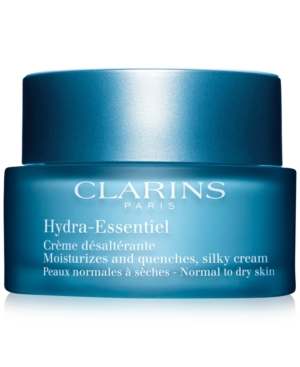 CLARINS
PARIS
Hydra-Essentiel
Crème désaltérante
Moisturizes and quenches, silky cream
Peaux normales à sèches - Normal to dry skin